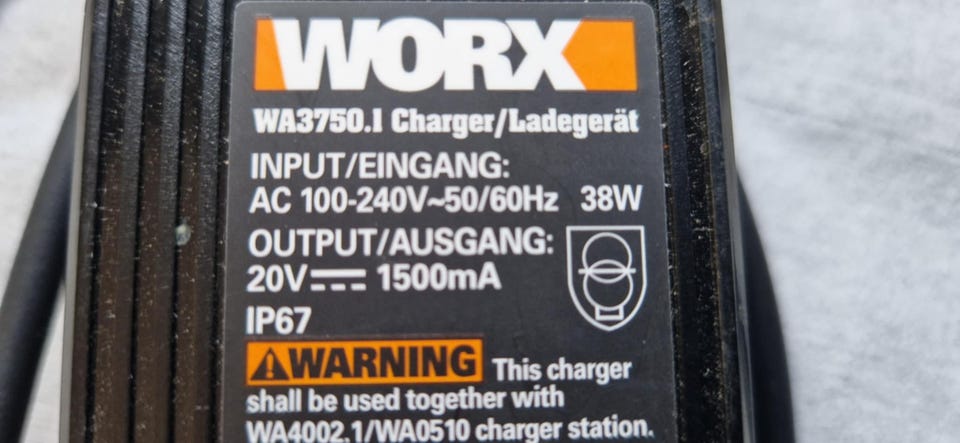 WORX
WA3750.1 Charger/Ladegerät
INPUT/EINGANG:
AC 100-240V~50/60Hz 38W
OUTPUT/AUSGANG:
20V⎓ 1500mA
IP67
WARNING This charger
shall be used together with
WA4002.1/WA0510 charger station.